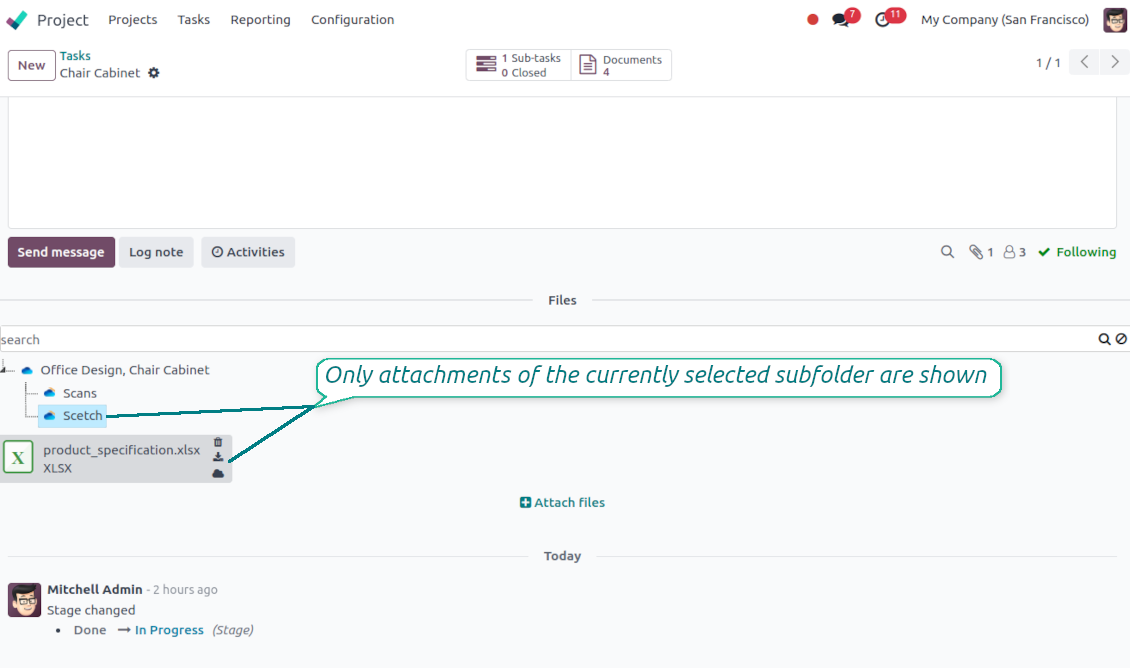 Project Projects Tasks Reporting Configuration 7 11 My Company (San Francisco)
New Tasks 1 Sub-tasks Documents 1 / 1
Chair Cabinet 0 Closed 4
Send message Log note Activities 1 3 Following
Files
search
Office Design, Chair Cabinet
Only attachments of the currently selected subfolder are shown
Scans
Scetch
X product_specification.xlsx
XLSX
Attach files
Today
Mitchell Admin - 2 hours ago
Stage changed
• Done → In Progress (Stage)